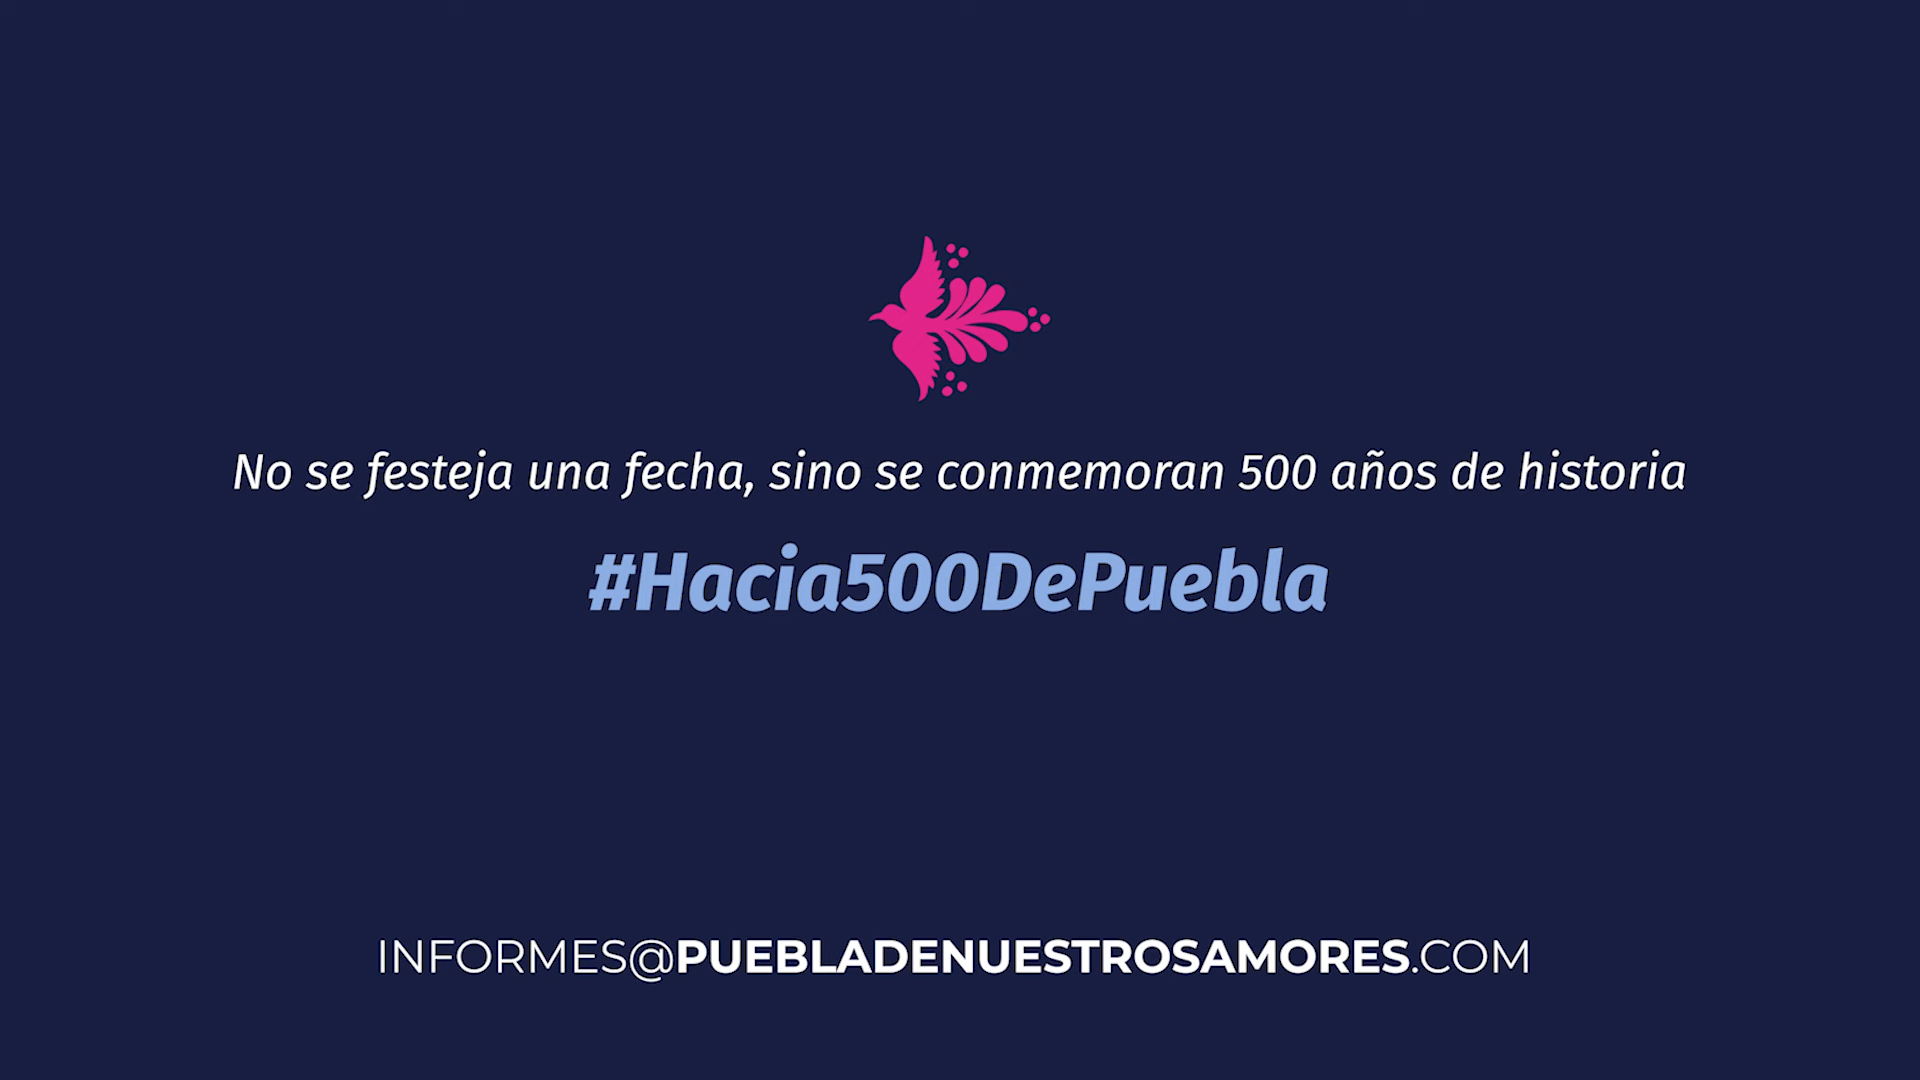 No se festeja una fecha, sino se conmemoran 500 años de historia
#Hacia500DePuebla
INFORMES@PUEBLADENUESTROSAMORES.COM